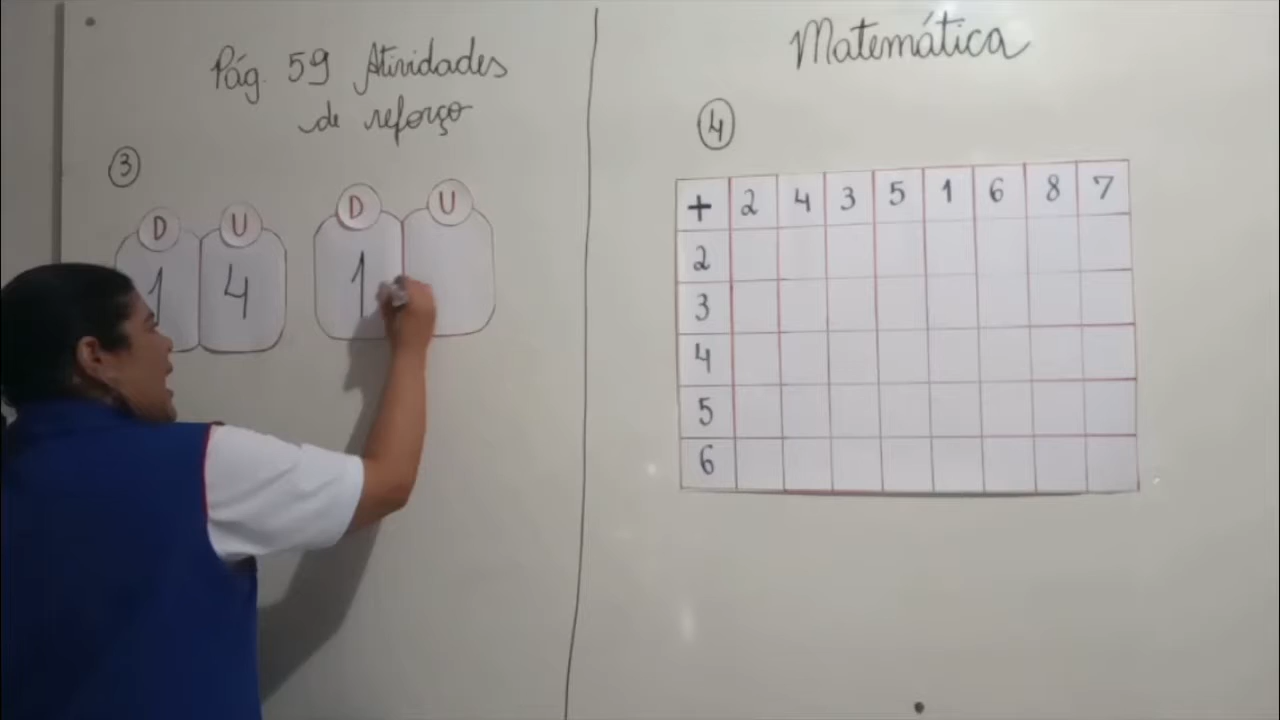 Pág. 59 Atividades
de reforço
3
D U
1 4
D U
1
Matemática
4
+ 2 4 3 5 1 6 8 7
2
3
4
5
6